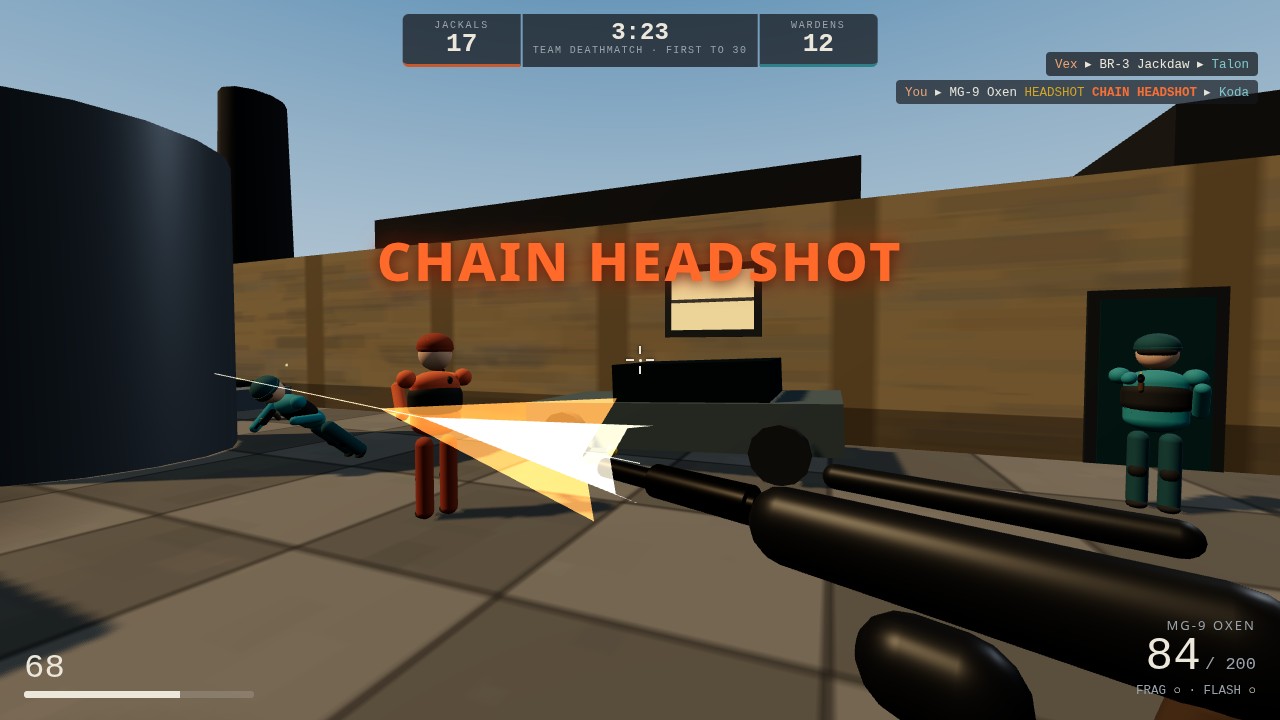 JACKALS
17
3:23
TEAM DEATHMATCH · FIRST TO 30
WARDENS
12
Vex ▶ BR-3 Jackdaw ▶ Talon
You ▶ MG-9 Oxen HEADSHOT CHAIN HEADSHOT ▶ Koda
CHAIN HEADSHOT
68
MG-9 OXEN
84 / 200
FRAG ○ · FLASH ○